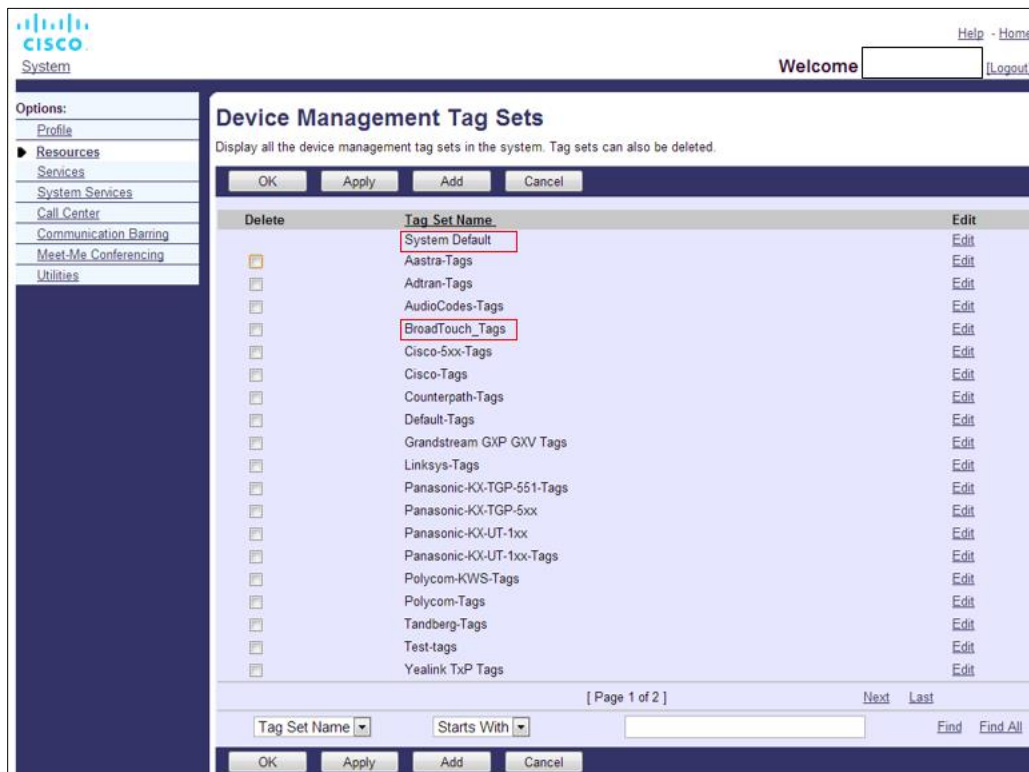 CISCO
Help - Home
System
Welcome [Logout]
Options:
Profile
Resources
Services
System Services
Call Center
Communication Barring
Meet-Me Conferencing
Utilities
Device Management Tag Sets
Display all the device management tag sets in the system. Tag sets can also be deleted.
OK Apply Add Cancel
Delete Tag Set Name Edit
System Default Edit
Aastra-Tags Edit
Adtran-Tags Edit
AudioCodes-Tags Edit
BroadTouch_Tags Edit
Cisco-5xx-Tags Edit
Cisco-Tags Edit
Counterpath-Tags Edit
Default-Tags Edit
Grandstream GXP GXV Tags Edit
Linksys-Tags Edit
Panasonic-KX-TGP-551-Tags Edit
Panasonic-KX-TGP-5xx Edit
Panasonic-KX-UT-1xx Edit
Panasonic-KX-UT-1xx-Tags Edit
Polycom-KWS-Tags Edit
Polycom-Tags Edit
Tandberg-Tags Edit
Test-tags Edit
Yealink TxP Tags Edit
[ Page 1 of 2 ] Next Last
Tag Set Name Starts With Find Find All
OK Apply Add Cancel